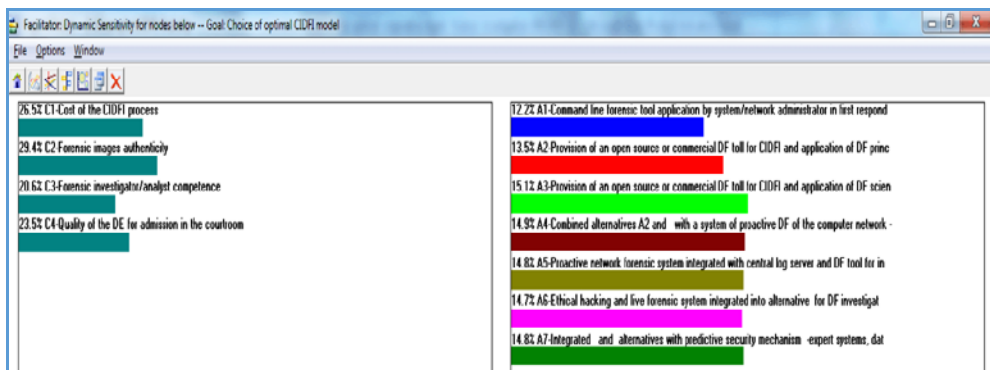 Facilitator: Dynamic Sensitivity for nodes below -- Goal: Choice of optimal CIDFI model
File Options Window
26.5% C1-Cost of the CIDFI process
29.4% C2-Forensic images authenticity
20.6% C3-Forensic investigator/analyst competence
23.5% C4-Quality of the DE for admission in the courtroom
12.2% A1-Command line forensic tool application by system/network administrator in first respond
13.5% A2-Provision of an open source or commercial DF toll for CIDFI and application of DF princ
15.1% A3-Provision of an open source or commercial DF toll for CIDFI and application of DF scien
14.9% A4-Combined alternatives A2 and with a system of proactive DF of the computer network -
14.8% A5-Proactive network forensic system integrated with central log server and DF tool for in
14.7% A6-Ethical hacking and live forensic system integrated into alternative for DF investigat
14.8% A7-Integrated and alternatives with predictive security mechanism -expert systems, dat